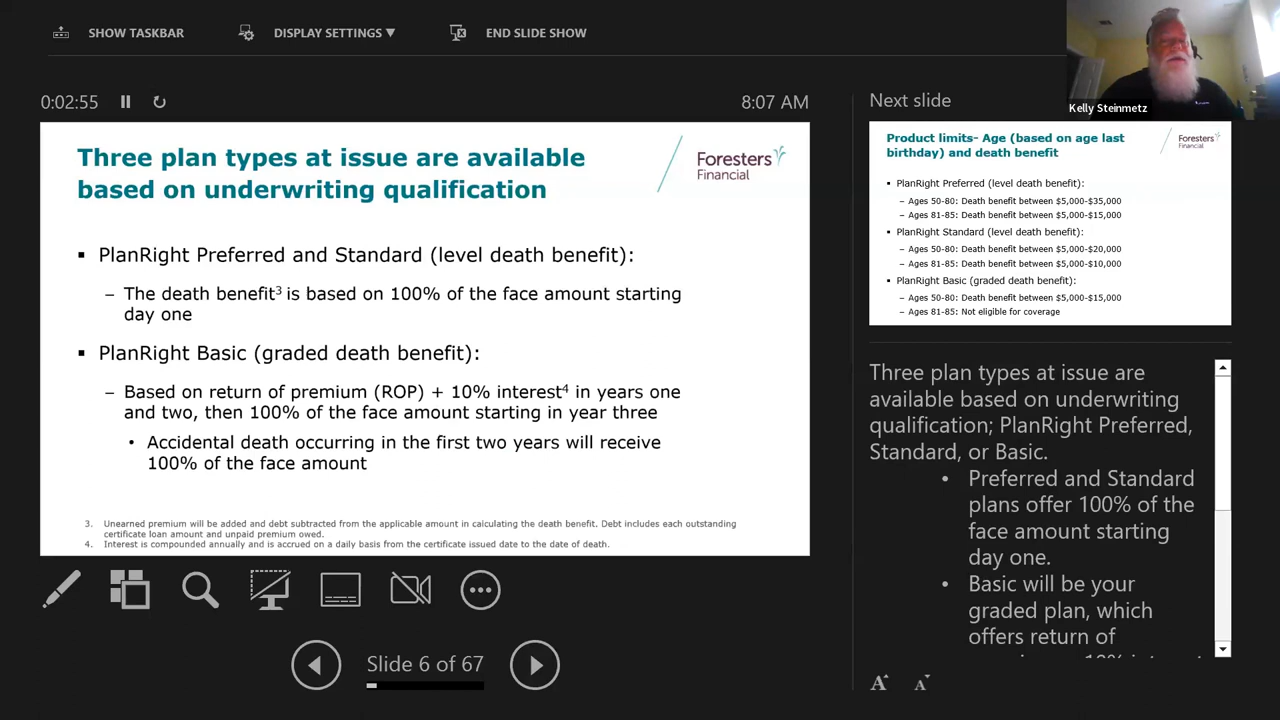 SHOW TASKBAR
DISPLAY SETTINGS ▼
END SLIDE SHOW
Kelly Steinmetz
0:02:55
8:07 AM
Three plan types at issue are available
based on underwriting qualification
Foresters
Financial
▪ PlanRight Preferred and Standard (level death benefit):
– The death benefit³ is based on 100% of the face amount starting
day one
▪ PlanRight Basic (graded death benefit):
– Based on return of premium (ROP) + 10% interest⁴ in years one
and two, then 100% of the face amount starting in year three
• Accidental death occurring in the first two years will receive
100% of the face amount
3. Unearned premium will be added and debt subtracted from the applicable amount in calculating the death benefit. Debt includes each outstanding
certificate loan amount and unpaid premium owed.
4. Interest is compounded annually and is accrued on a daily basis from the certificate issued date to the date of death.
Slide 6 of 67
Next slide
Product limits- Age (based on age last
birthday) and death benefit
Foresters
Financial
▪ PlanRight Preferred (level death benefit):
– Ages 50-80: Death benefit between $5,000-$35,000
– Ages 81-85: Death benefit between $5,000-$15,000
▪ PlanRight Standard (level death benefit):
– Ages 50-80: Death benefit between $5,000-$20,000
– Ages 81-85: Death benefit between $5,000-$10,000
▪ PlanRight Basic (graded death benefit):
– Ages 50-80: Death benefit between $5,000-$15,000
– Ages 81-85: Not eligible for coverage
Three plan types at issue are
available based on underwriting
qualification; PlanRight Preferred,
Standard, or Basic.
• Preferred and Standard
plans offer 100% of the
face amount starting
day one.
• Basic will be your
graded plan, which
offers return of
A A